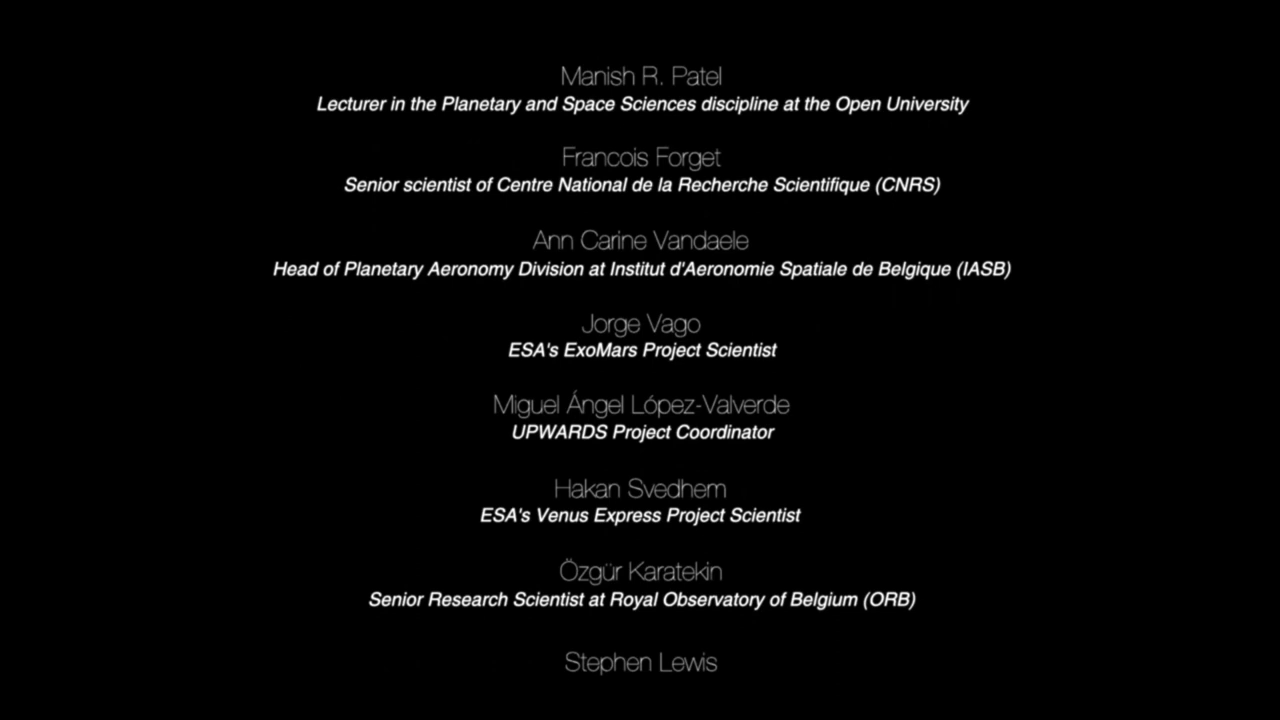 Manish R. Patel
Lecturer in the Planetary and Space Sciences discipline at the Open University
Francois Forget
Senior scientist of Centre National de la Recherche Scientifique (CNRS)
Ann Carine Vandaele
Head of Planetary Aeronomy Division at Institut d'Aeronomie Spatiale de Belgique (IASB)
Jorge Vago
ESA's ExoMars Project Scientist
Miguel Ángel López-Valverde
UPWARDS Project Coordinator
Hakan Svedhem
ESA's Venus Express Project Scientist
Özgür Karatekin
Senior Research Scientist at Royal Observatory of Belgium (ORB)
Stephen Lewis